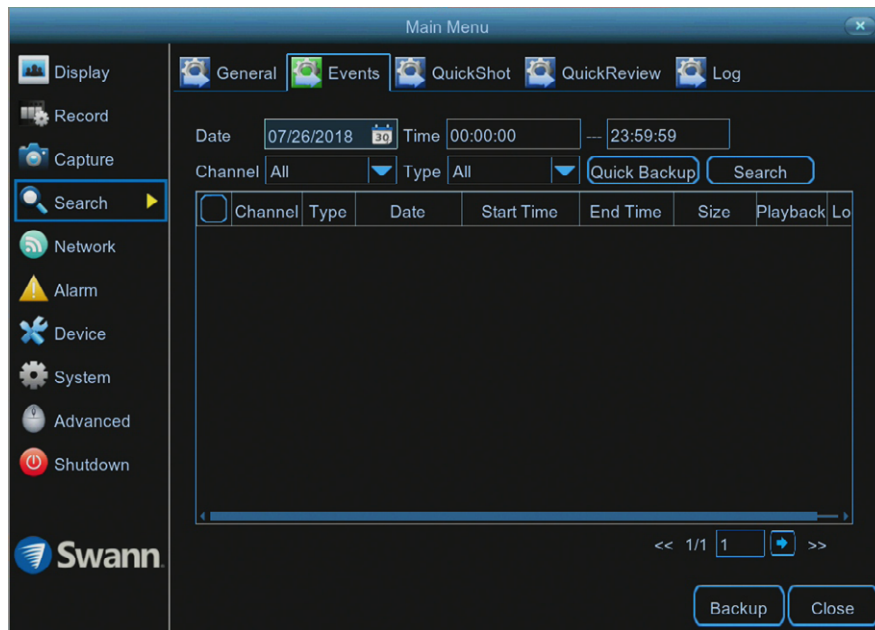 Main Menu
Display
Record
Capture
Search
Network
Alarm
Device
System
Advanced
Shutdown
Swann
General Events QuickShot QuickReview Log
Date 07/26/2018 30 Time 00:00:00 --- 23:59:59
Channel All Type All Quick Backup Search
Channel Type Date Start Time End Time Size Playback Lo
<< 1/1 1 >>
Backup Close